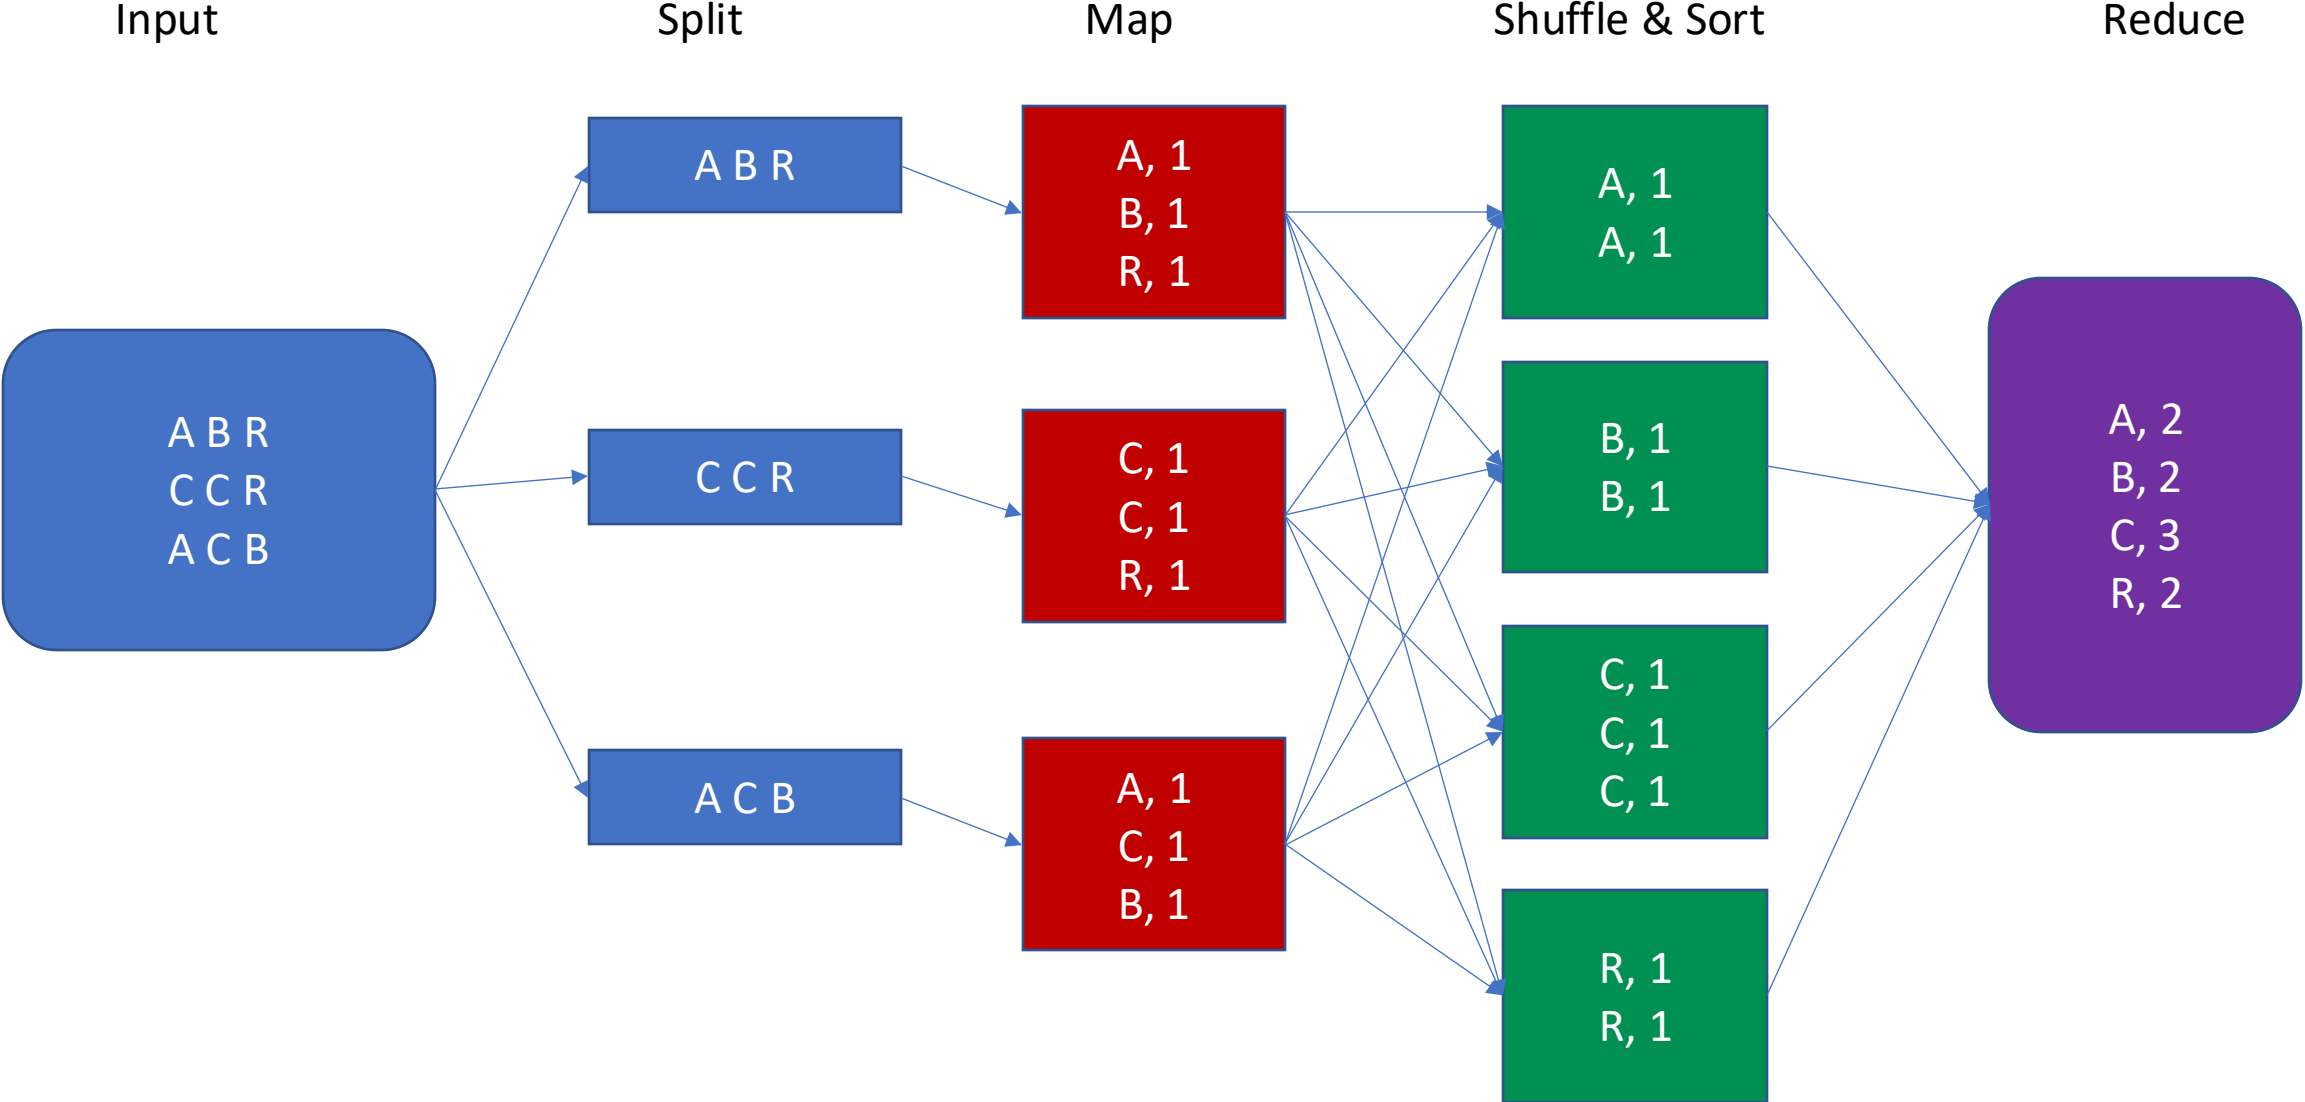 Input
Split
Map
Shuffle & Sort
Reduce
A B R
C C R
A C B
A B R
C C R
A C B
A, 1
B, 1
R, 1
C, 1
C, 1
R, 1
A, 1
C, 1
B, 1
A, 1
A, 1
B, 1
B, 1
C, 1
C, 1
C, 1
R, 1
R, 1
A, 2
B, 2
C, 3
R, 2